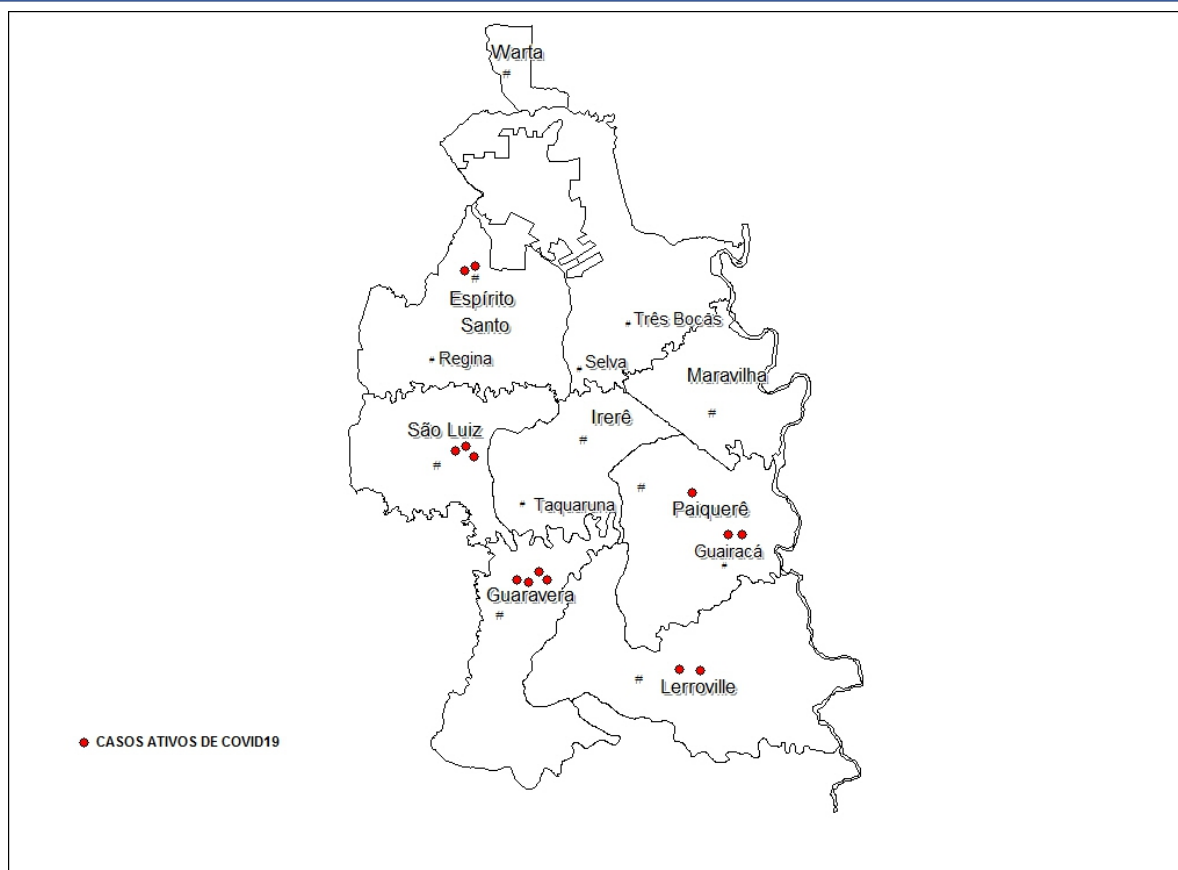 Warta
#
#
Espírito
Santo
Três Bocas
Regina
Selva
Maravilha
#
Irerê
São Luiz
#
#
#
Taquaruna
Paiquerê
Guairacá
Guaravera
#
#
Lerroville
CASOS ATIVOS DE COVID19